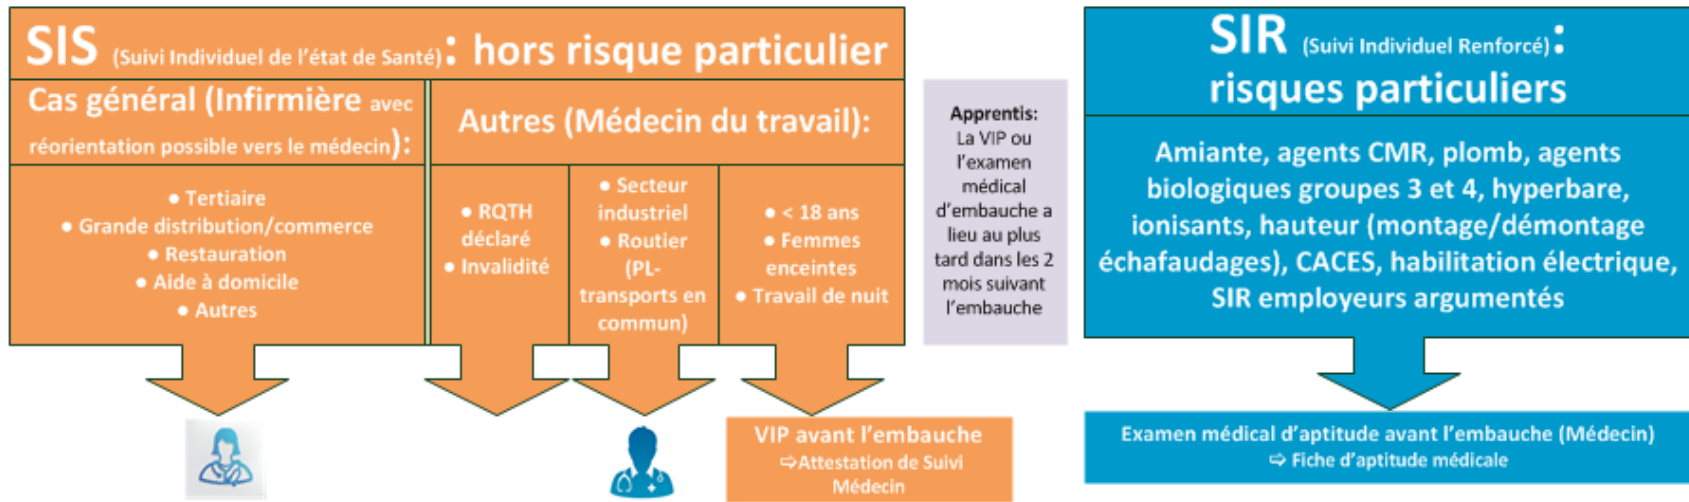 SIS (Suivi Individuel de l'état de Santé) : hors risque particulier
Cas général (Infirmière avec
réorientation possible vers le médecin):
● Tertiaire
● Grande distribution/commerce
● Restauration
● Aide à domicile
● Autres
Autres (Médecin du travail):
● RQTH
déclaré
● Invalidité
● Secteur
industriel
● Routier
(PL-
transports en
commun)
● < 18 ans
● Femmes
enceintes
● Travail de nuit
VIP avant l'embauche
⇨Attestation de Suivi
Médecin
Apprentis:
La VIP ou
l'examen
médical
d'embauche a
lieu au plus
tard dans les 2
mois suivant
l'embauche
SIR (Suivi Individuel Renforcé) :
risques particuliers
Amiante, agents CMR, plomb, agents
biologiques groupes 3 et 4, hyperbare,
ionisants, hauteur (montage/démontage
échafaudages), CACES, habilitation électrique,
SIR employeurs argumentés
Examen médical d'aptitude avant l'embauche (Médecin)
⇨ Fiche d'aptitude médicale